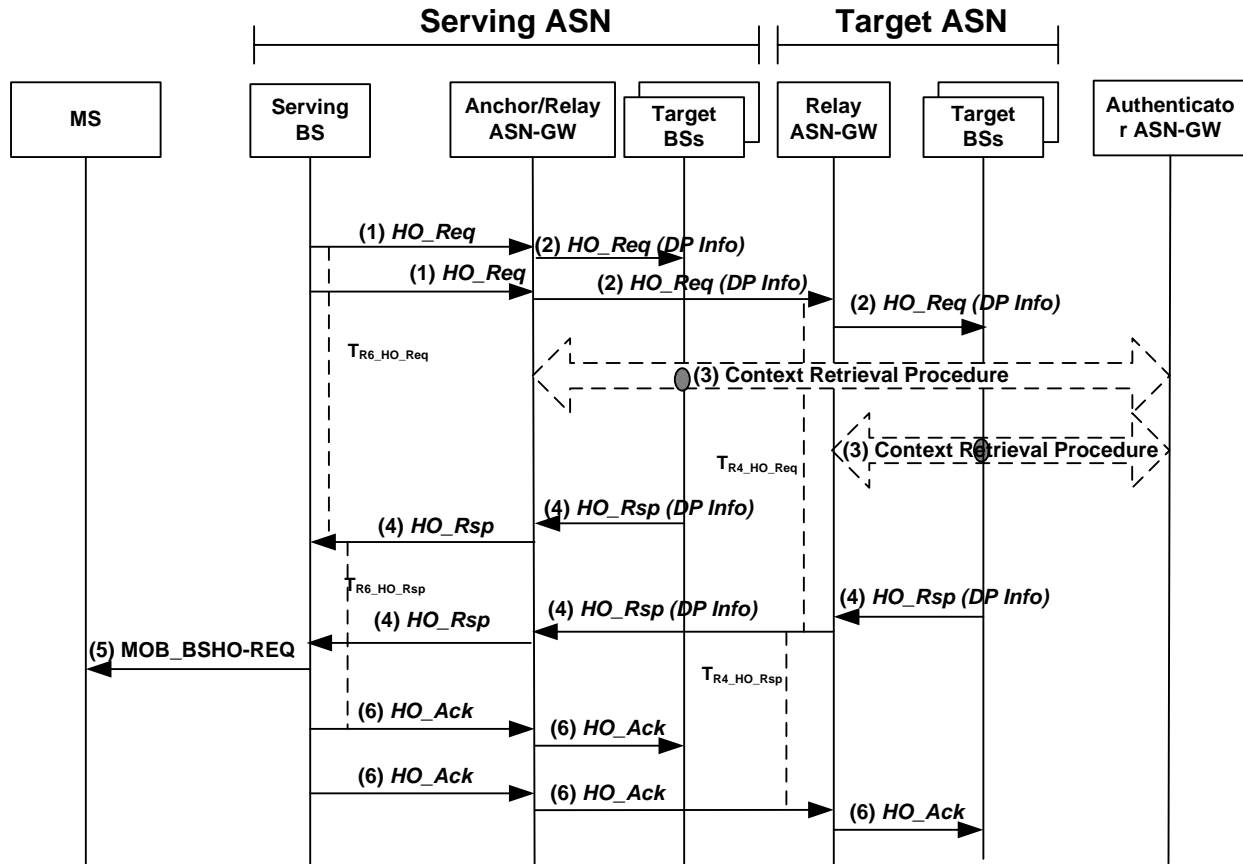 Serving ASN
Target ASN
MS
Serving
BS
Anchor/Relay
ASN-GW
Target
BSs
Relay
ASN-GW
Target
BSs
Authenticato
r ASN-GW
(1) HO_Req
(2) HO_Req (DP Info)
(1) HO_Req
(2) HO_Req (DP Info)
(2) HO_Req (DP Info)
TR6_HO_Req
(3) Context Retrieval Procedure
(3) Context Retrieval Procedure
TR4_HO_Req
(4) HO_Rsp (DP Info)
(4) HO_Rsp
TR6_HO_Rsp
(4) HO_Rsp (DP Info)
(4) HO_Rsp (DP Info)
(4) HO_Rsp
(5) MOB_BSHO-REQ
TR4_HO_Rsp
(6) HO_Ack
(6) HO_Ack
(6) HO_Ack
(6) HO_Ack
(6) HO_Ack